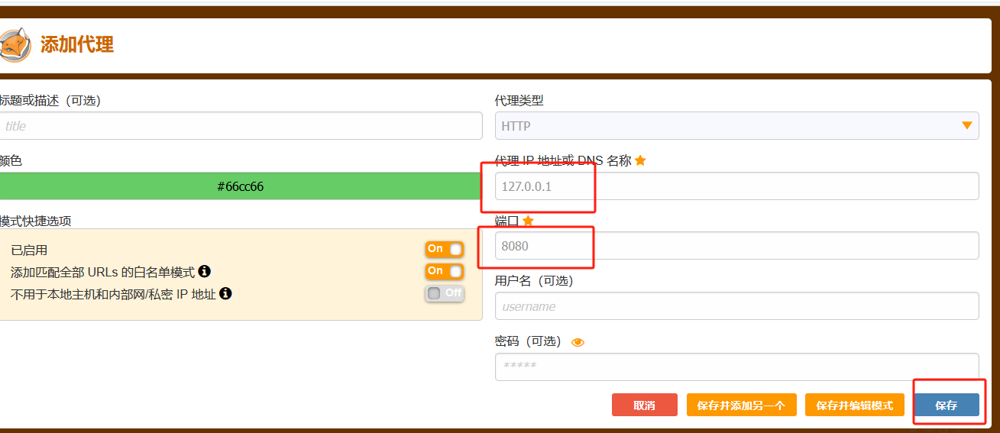 添加代理
标题或描述（可选）
title
颜色
#66cc66
模式快捷选项
已启用
On
添加匹配全部 URLs 的白名单模式
On
不用于本地主机和内部网/私密 IP 地址
Off
代理类型
HTTP
代理 IP 地址或 DNS 名称
127.0.0.1
端口
8080
用户名（可选）
username
密码（可选）
*****
取消
保存并添加另一个
保存并编辑模式
保存